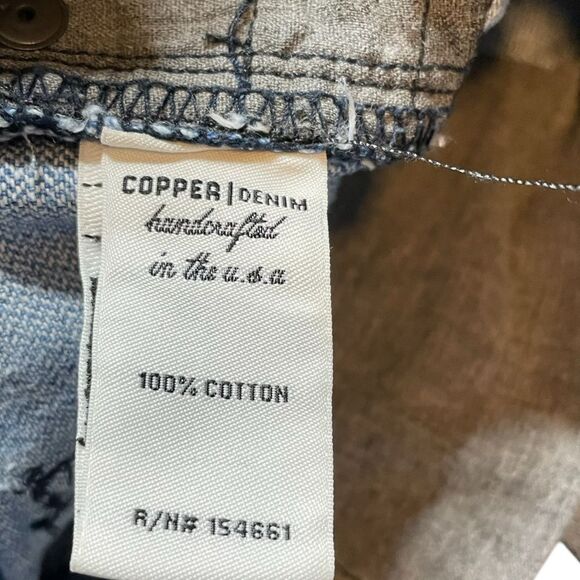 COPPER | DENIM
handcrafted
in the u.s.a
100% COTTON
R/N# 154661